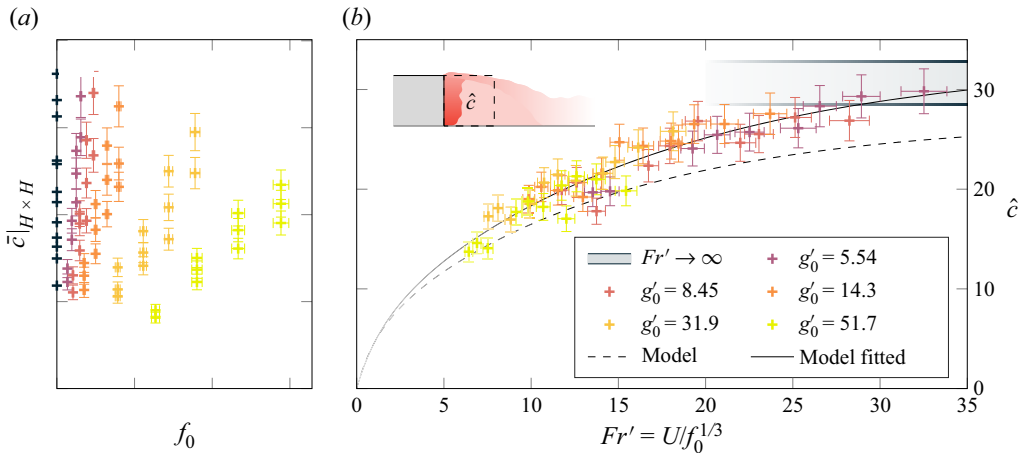 (a)
c̄|H × H
f0
(b)
ĉ
30
20
10
0
ĉ
Fr′ → ∞
g′0 = 5.54
g′0 = 8.45
g′0 = 14.3
g′0 = 31.9
g′0 = 51.7
Model
Model fitted
0 5 10 15 20 25 30 35
Fr′ = U/f0^1/3